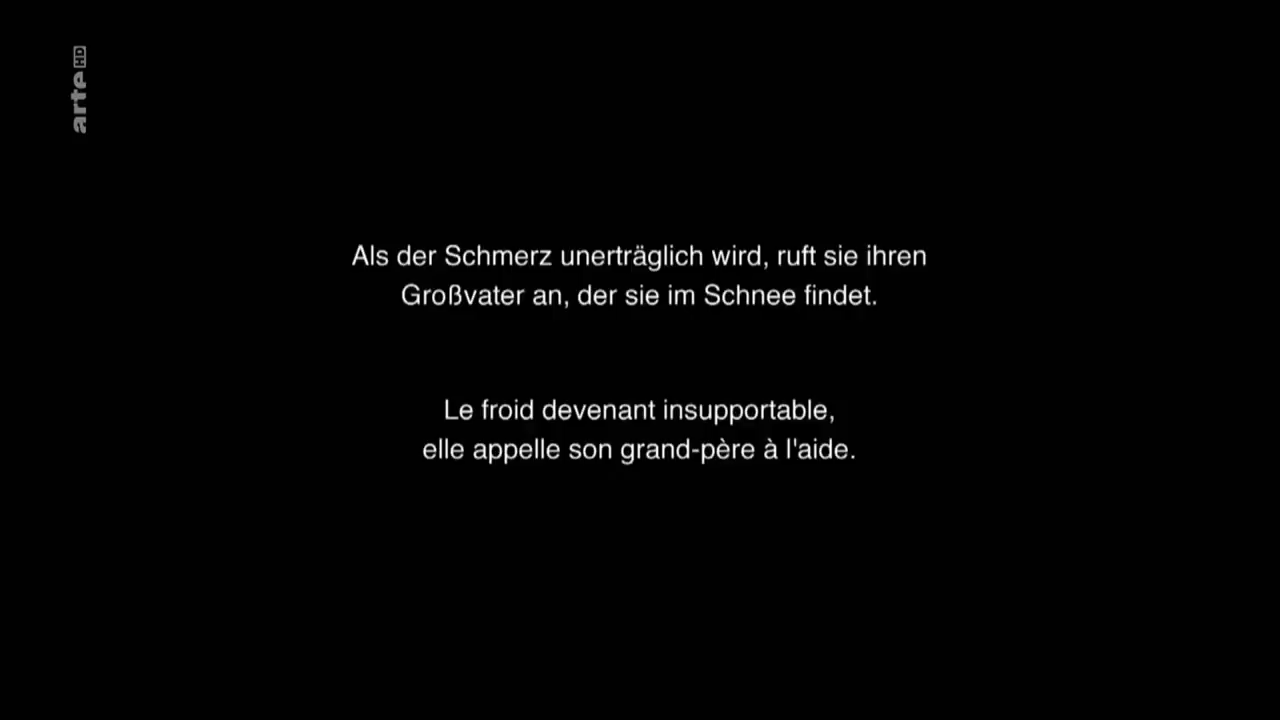 arte HD
Als der Schmerz unerträglich wird, ruft sie ihren
Großvater an, der sie im Schnee findet.
Le froid devenant insupportable,
elle appelle son grand-père à l'aide.